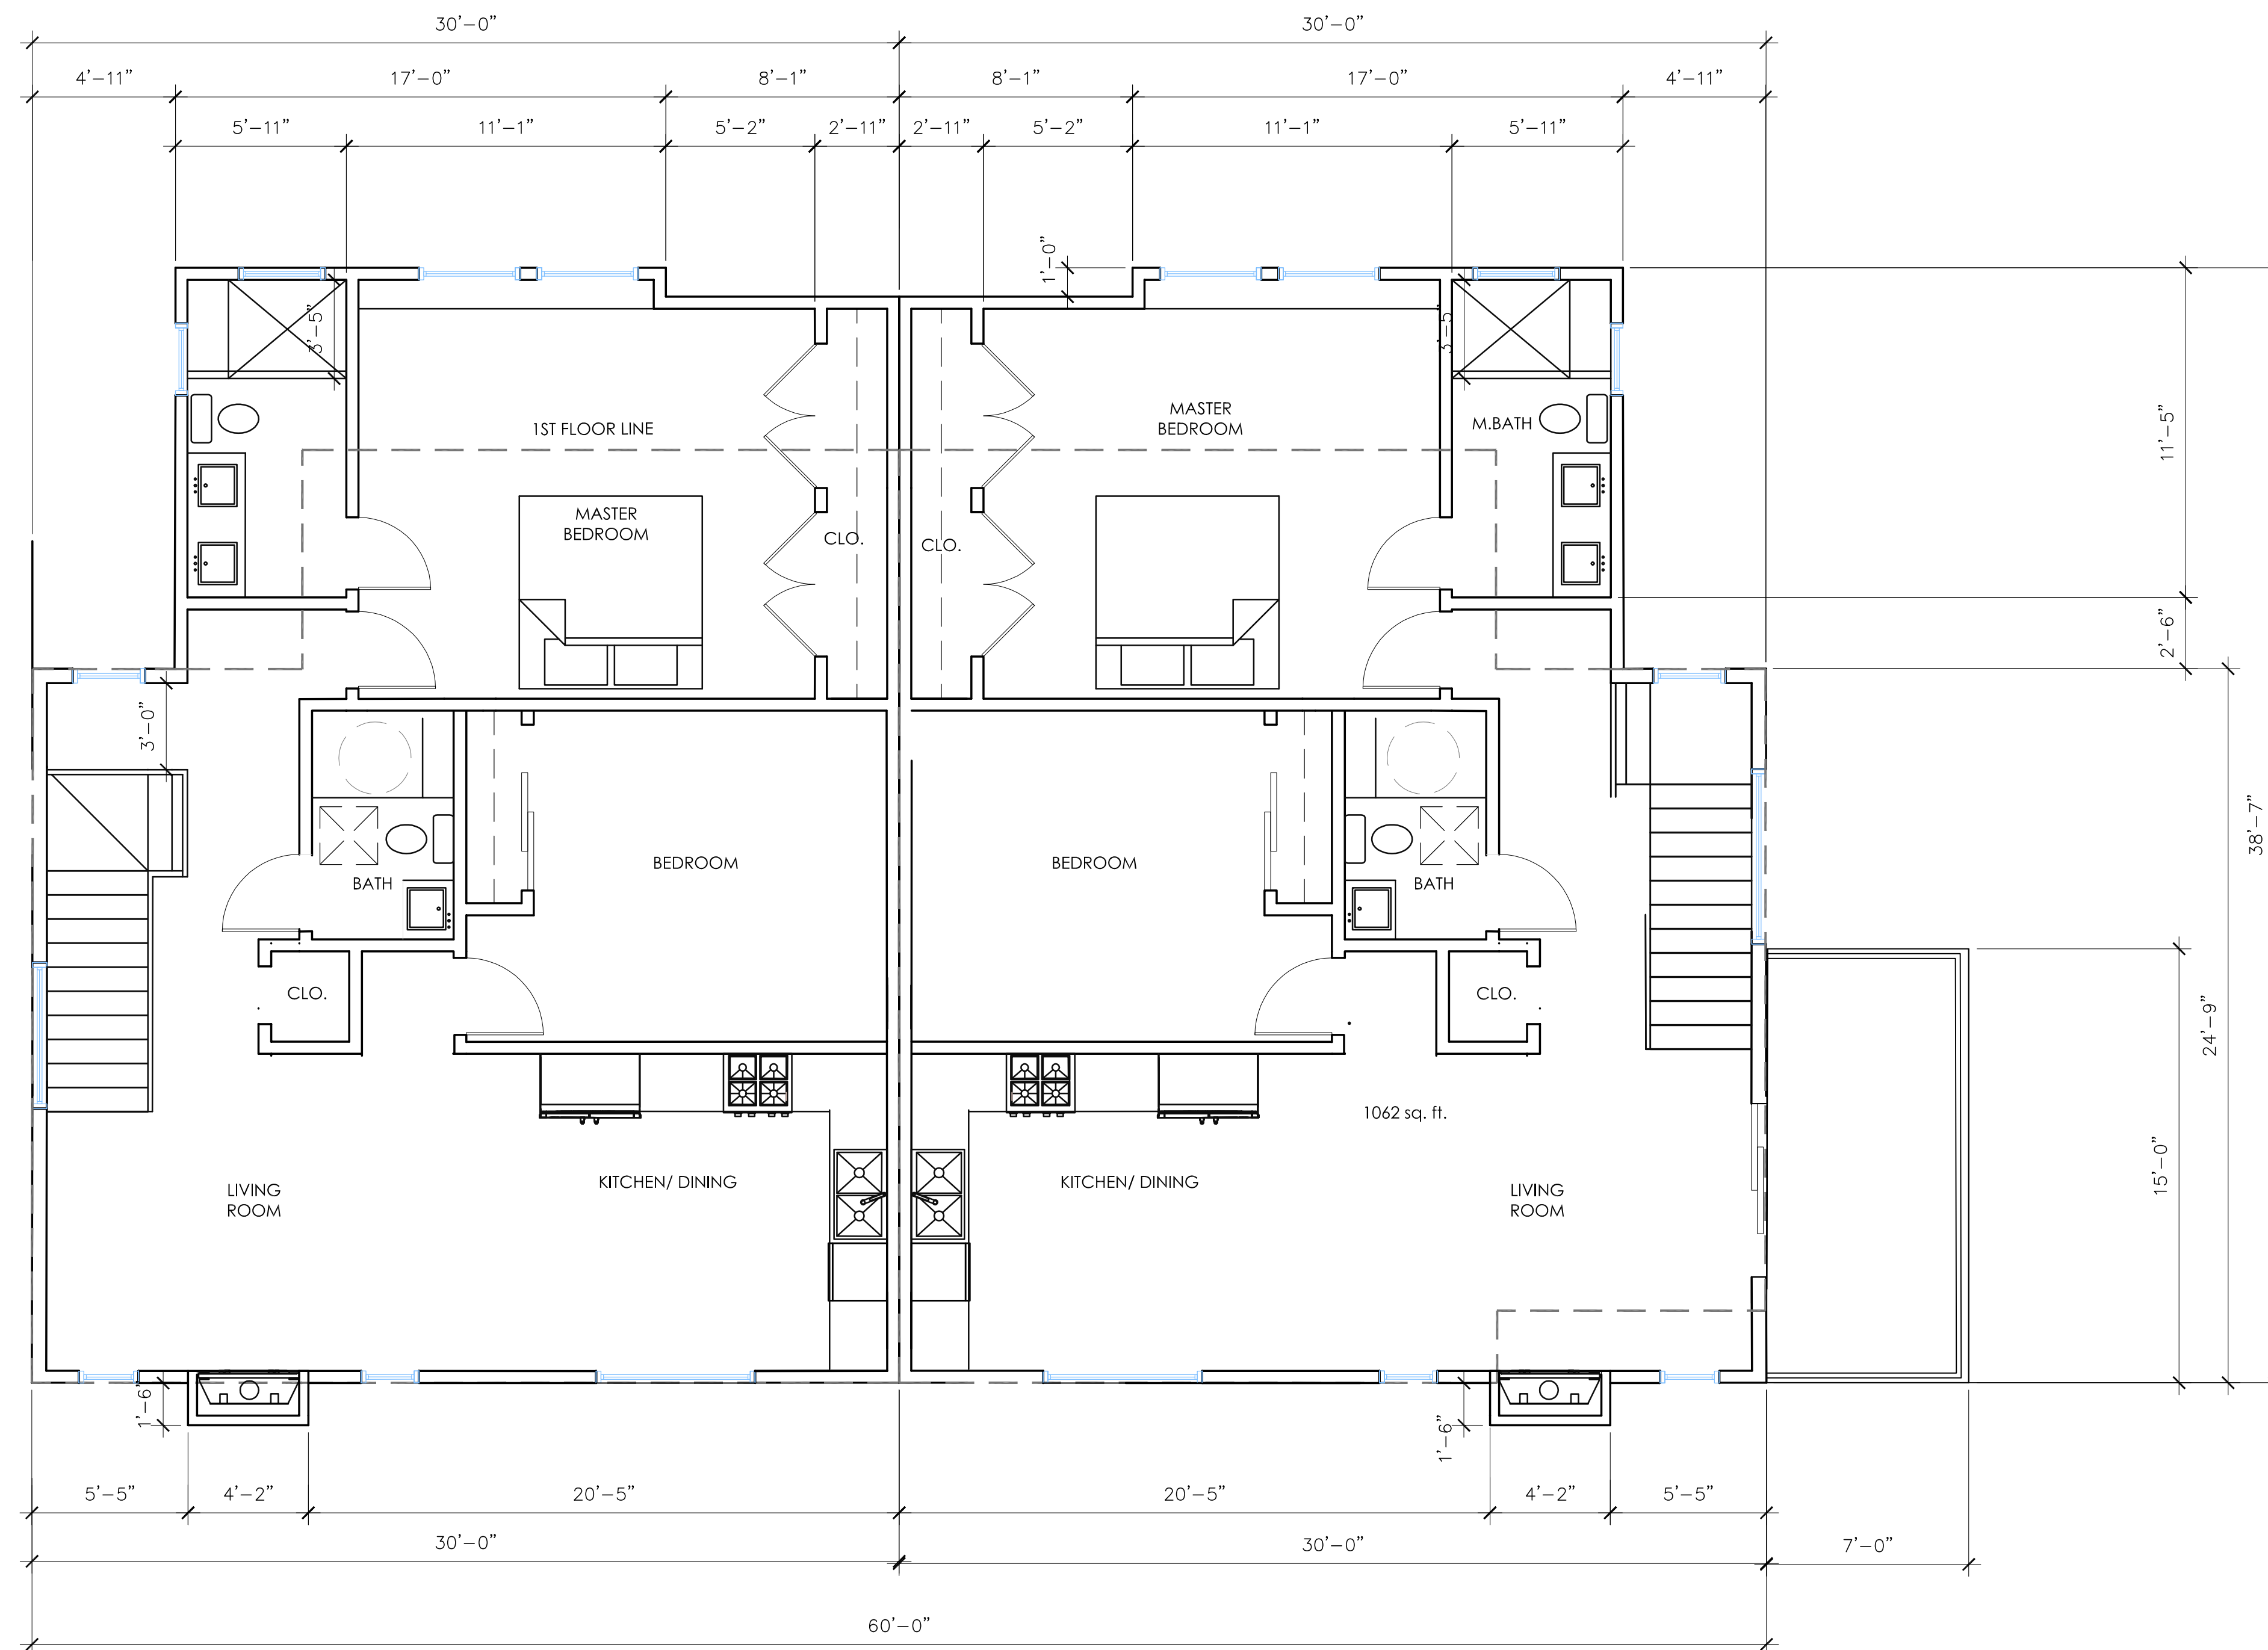 30'-0"
30'-0"
4'-11"
17'-0"
8'-1"
8'-1"
17'-0"
4'-11"
5'-11"
11'-1"
5'-2"
2'-11"
2'-11"
5'-2"
11'-1"
5'-11"
1'-0"
3'-5"
3'-5
1ST FLOOR LINE
MASTER
BEDROOM
M.BATH
11'-5"
MASTER
BEDROOM
CLO.
CLO.
2'-6"
3'-0"
38'-7"
BATH
BEDROOM
BEDROOM
BATH
CLO.
CLO.
24'-9"
1062 sq. ft.
15'-0"
LIVING
ROOM
KITCHEN/ DINING
KITCHEN/ DINING
LIVING
ROOM
1'-6"
1'-6"
5'-5"
4'-2"
20'-5"
20'-5"
4'-2"
5'-5"
30'-0"
30'-0"
7'-0"
60'-0"